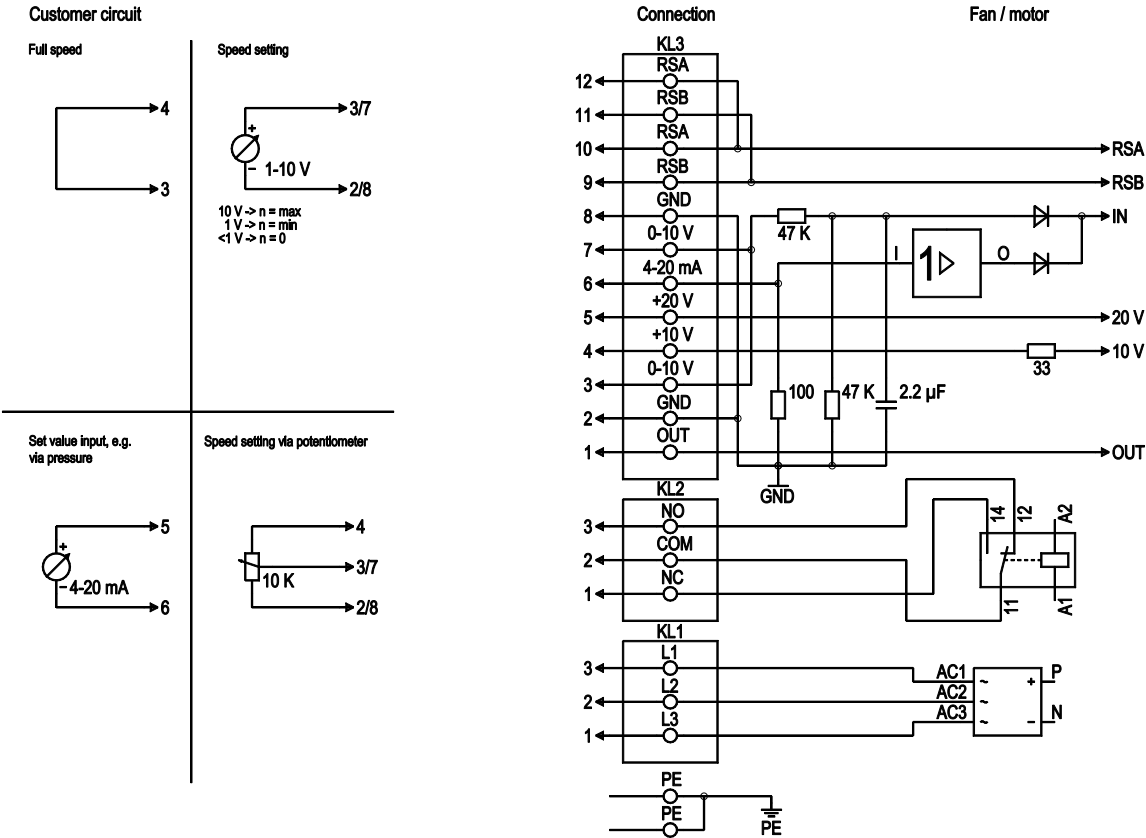 Customer circuit
Connection
Fan / motor
Full speed
4
3
Speed setting
3/7
+
− 1-10 V
2/8
10 V -> n = max
1 V -> n = min
<1 V -> n = 0
Set value input, e.g.
via pressure
5
+
− 4-20 mA
6
Speed setting via potentiometer
4
3/7
10 K
2/8
KL3
RSA
12
RSB
11
RSA
10
RSA
RSB
9
RSB
GND
8
IN
47 K
0-10 V
7
I
1
O
4-20 mA
6
+20 V
5
20 V
+10 V
4
10 V
33
0-10 V
3
100
47 K
2.2 µF
GND
2
OUT
1
OUT
GND
KL2
NO
3
COM
2
NC
1
14
12
A2
11
A1
KL1
L1
3
L2
2
L3
1
AC1
~
+
P
AC2
~
AC3
~
−
N
PE
PE
PE